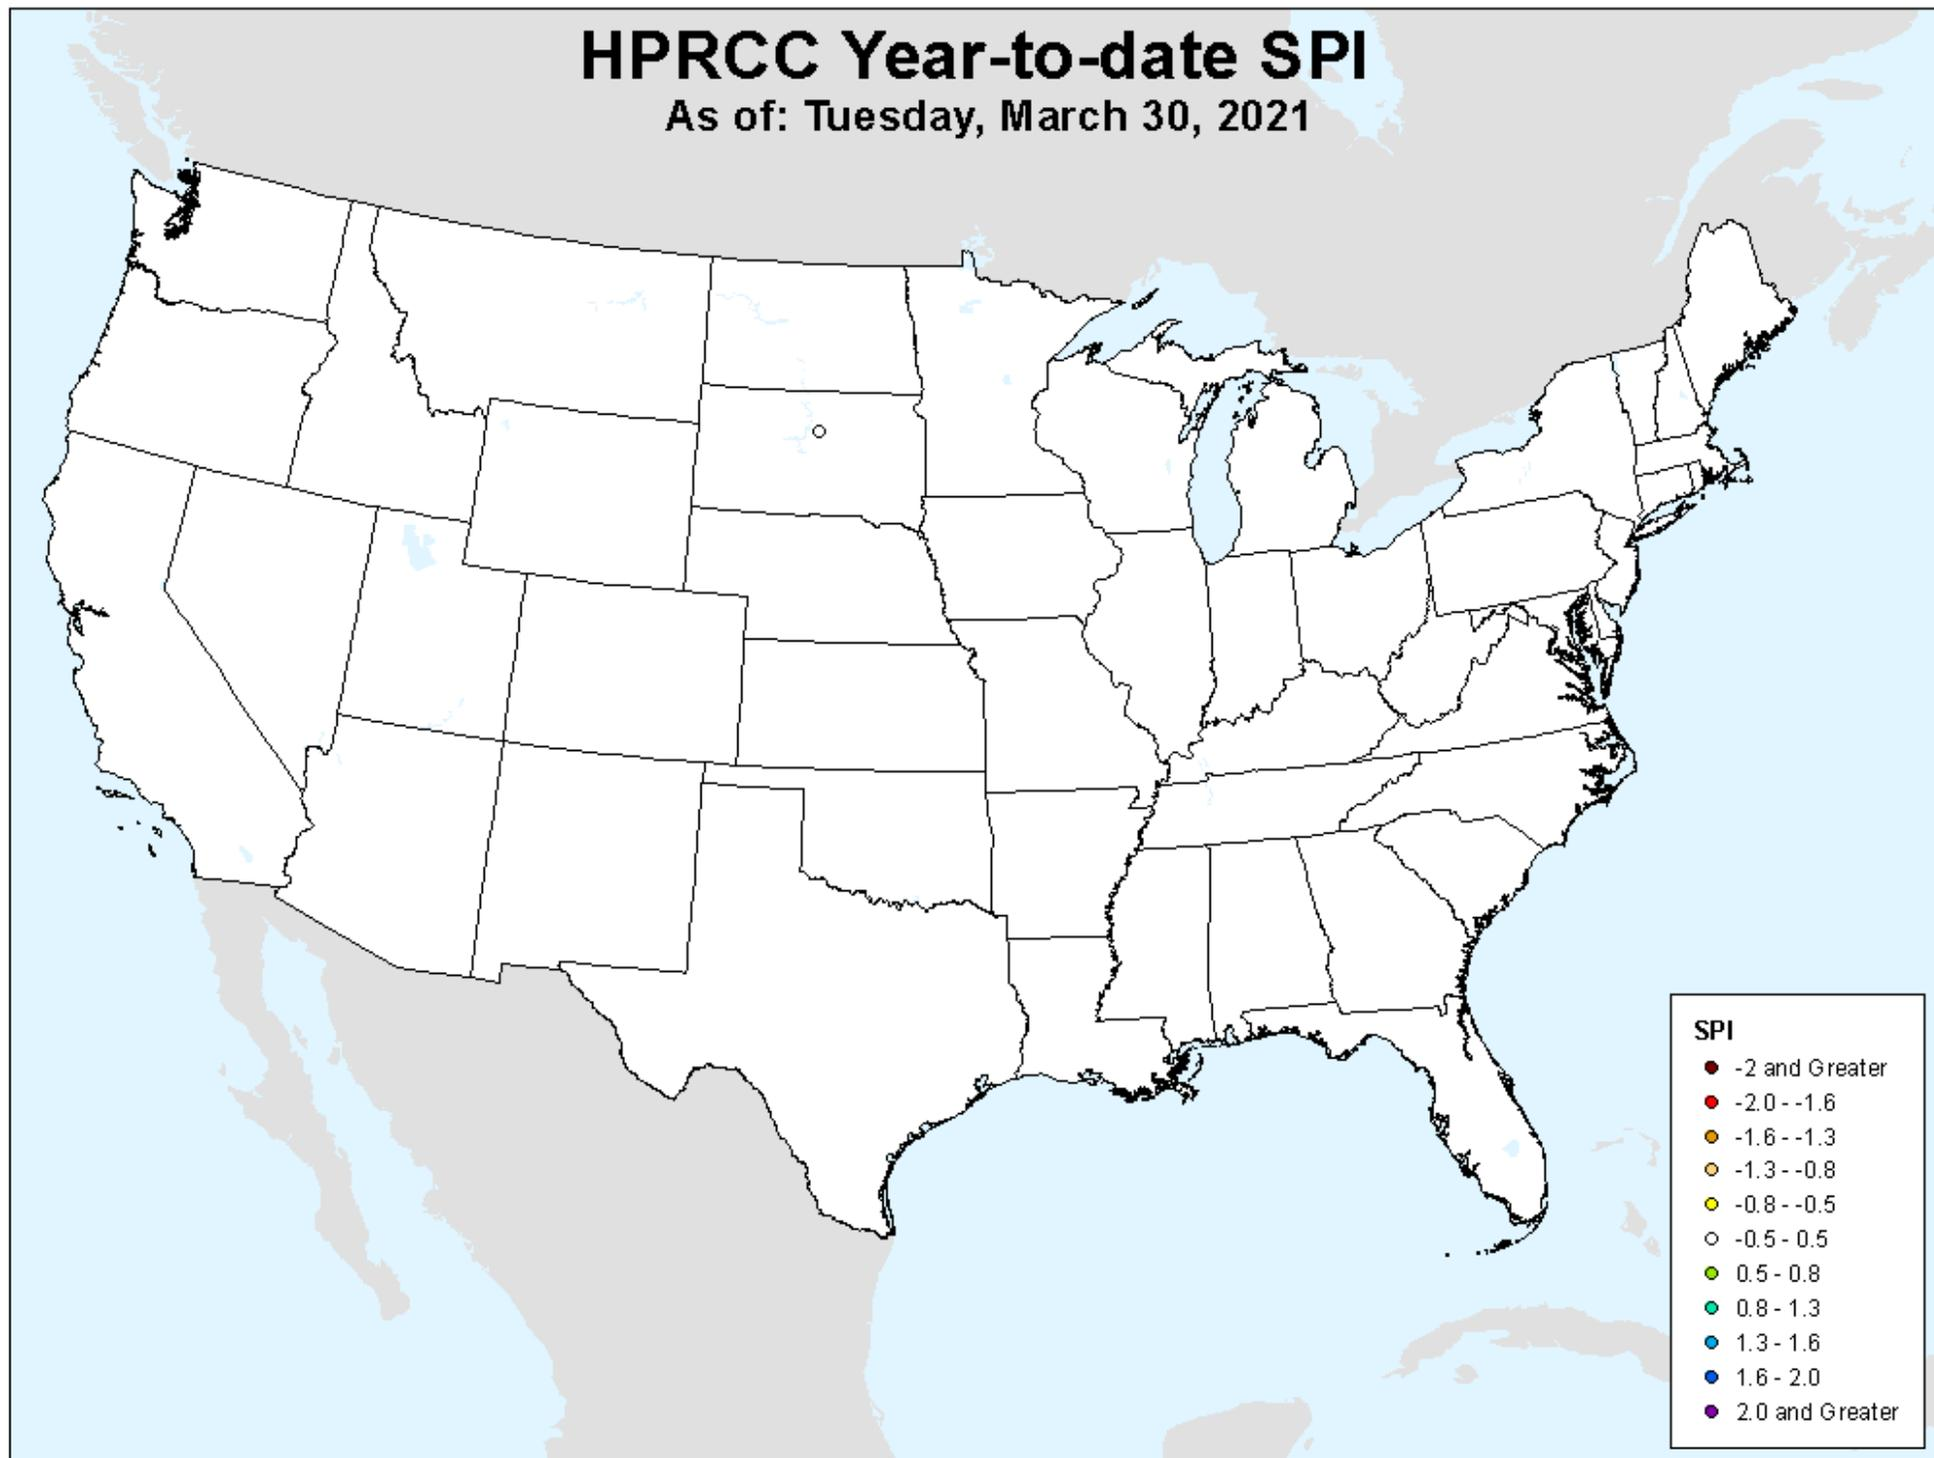 HPRCC Year-to-date SPI
As of: Tuesday, March 30, 2021
SPI
-2 and Greater
-2.0 - -1.6
-1.6 - -1.3
-1.3 - -0.8
-0.8 - -0.5
-0.5 - 0.5
0.5 - 0.8
0.8 - 1.3
1.3 - 1.6
1.6 - 2.0
2.0 and Greater